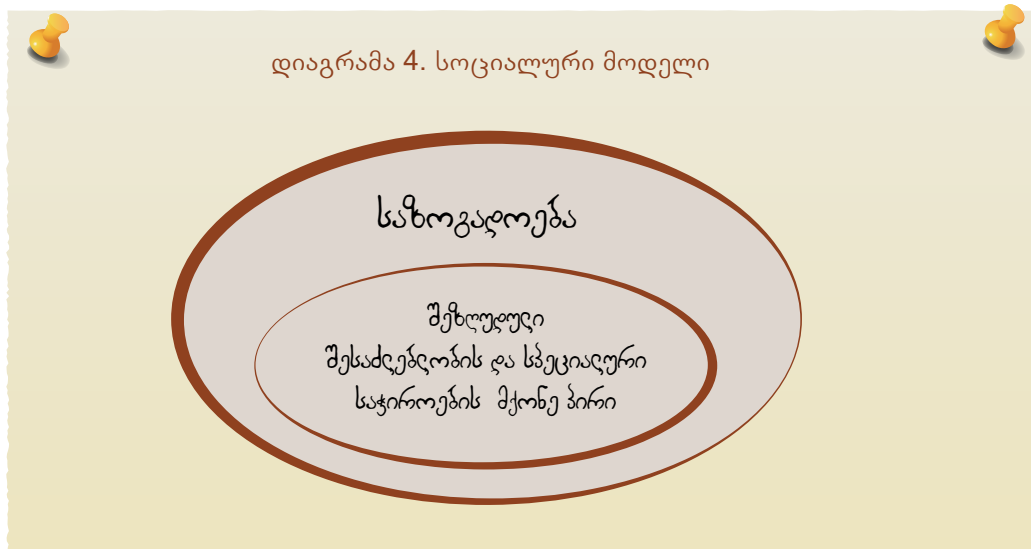 დიაგრამა 4. სოციალური მოდელი
საზოგადოება
შეზღუდული
შესაძლებლობის და სპეციალური
საჭიროების მქონე პირი